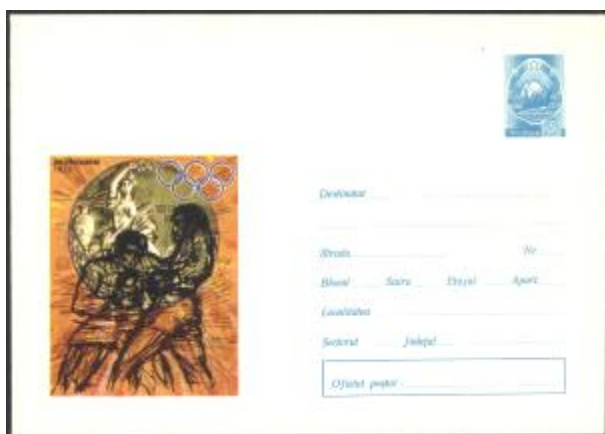 Destinatar
Strada Nr
Blocul Scara Etajul Apart.
Localitatea
Sectorul Județul
Oficiul poștal